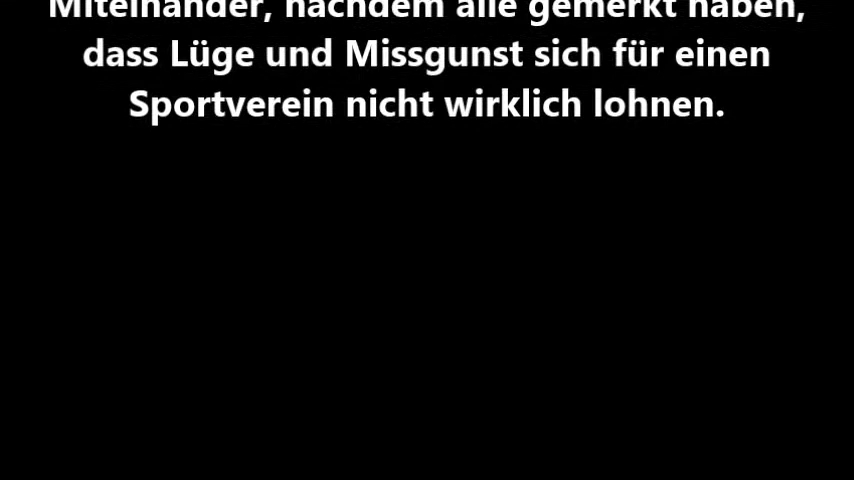 Miteinander, nachdem alle gemerkt haben,
dass Lüge und Missgunst sich für einen
Sportverein nicht wirklich lohnen.